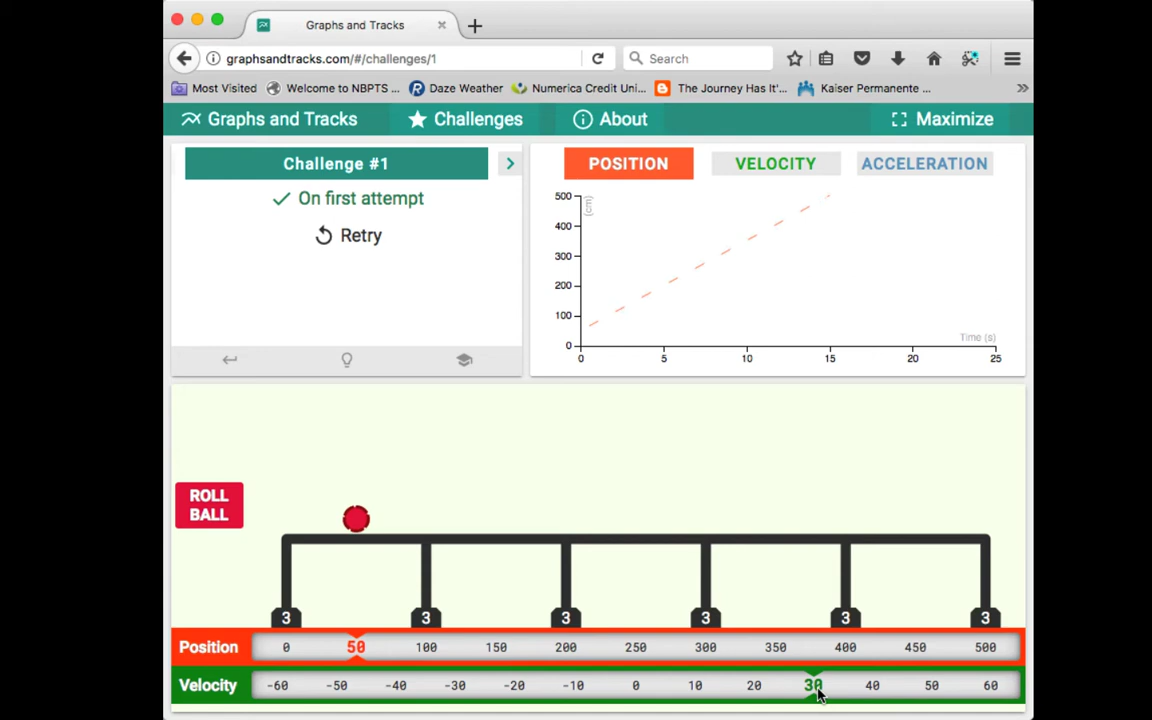 Graphs and Tracks
graphsandtracks.com/#/challenges/1
Search
Most Visited
Welcome to NBPTS ...
Daze Weather
Numerica Credit Uni...
The Journey Has It'...
Kaiser Permanente ...
Graphs and Tracks
Challenges
About
Maximize
Challenge #1
On first attempt
Retry
POSITION VELOCITY ACCELERATION
(cm)
500
400
300
200
100
0
Time (s)
0 5 10 15 20 25
ROLL
BALL
3 3 3 3 3 3
Position 0 50 100 150 200 250 300 350 400 450 500
Velocity -60 -50 -40 -30 -20 -10 0 10 20 30 40 50 60